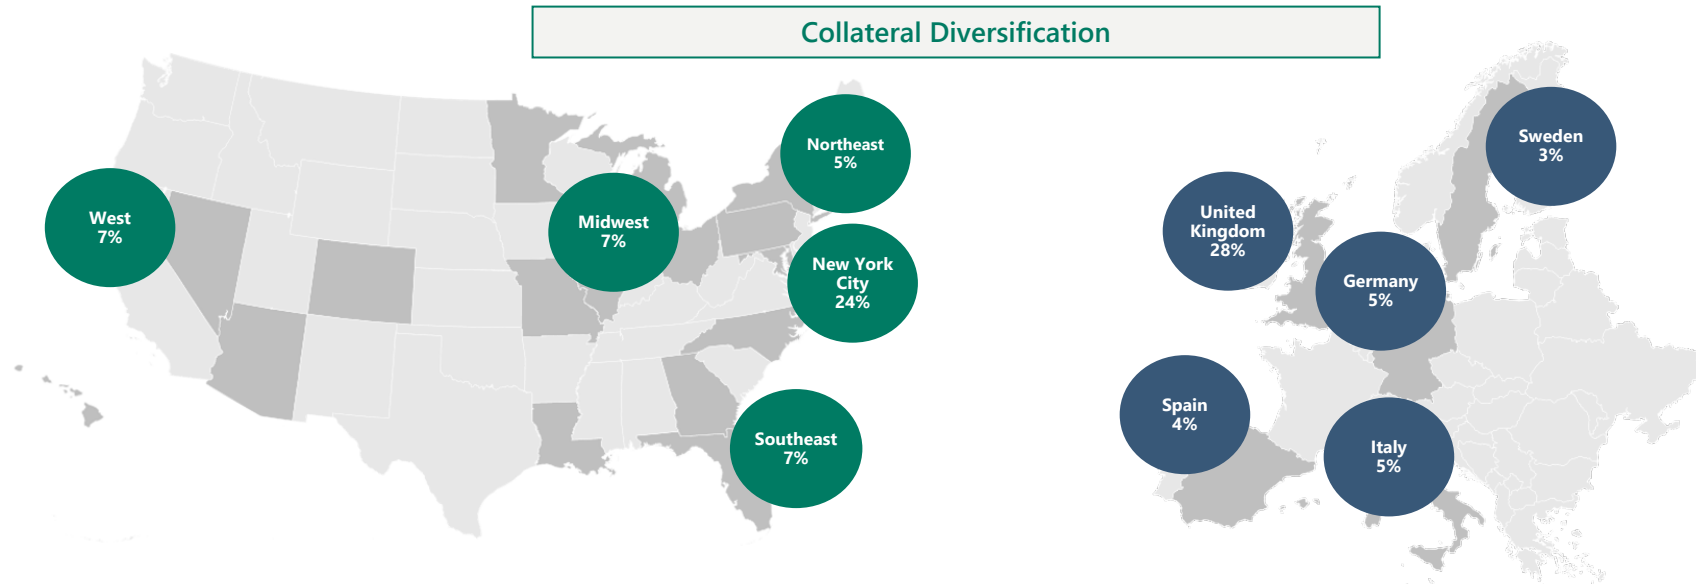 Collateral Diversification
West
7%
Midwest
7%
Northeast
5%
New York
City
24%
Southeast
7%
United
Kingdom
28%
Sweden
3%
Germany
5%
Spain
4%
Italy
5%